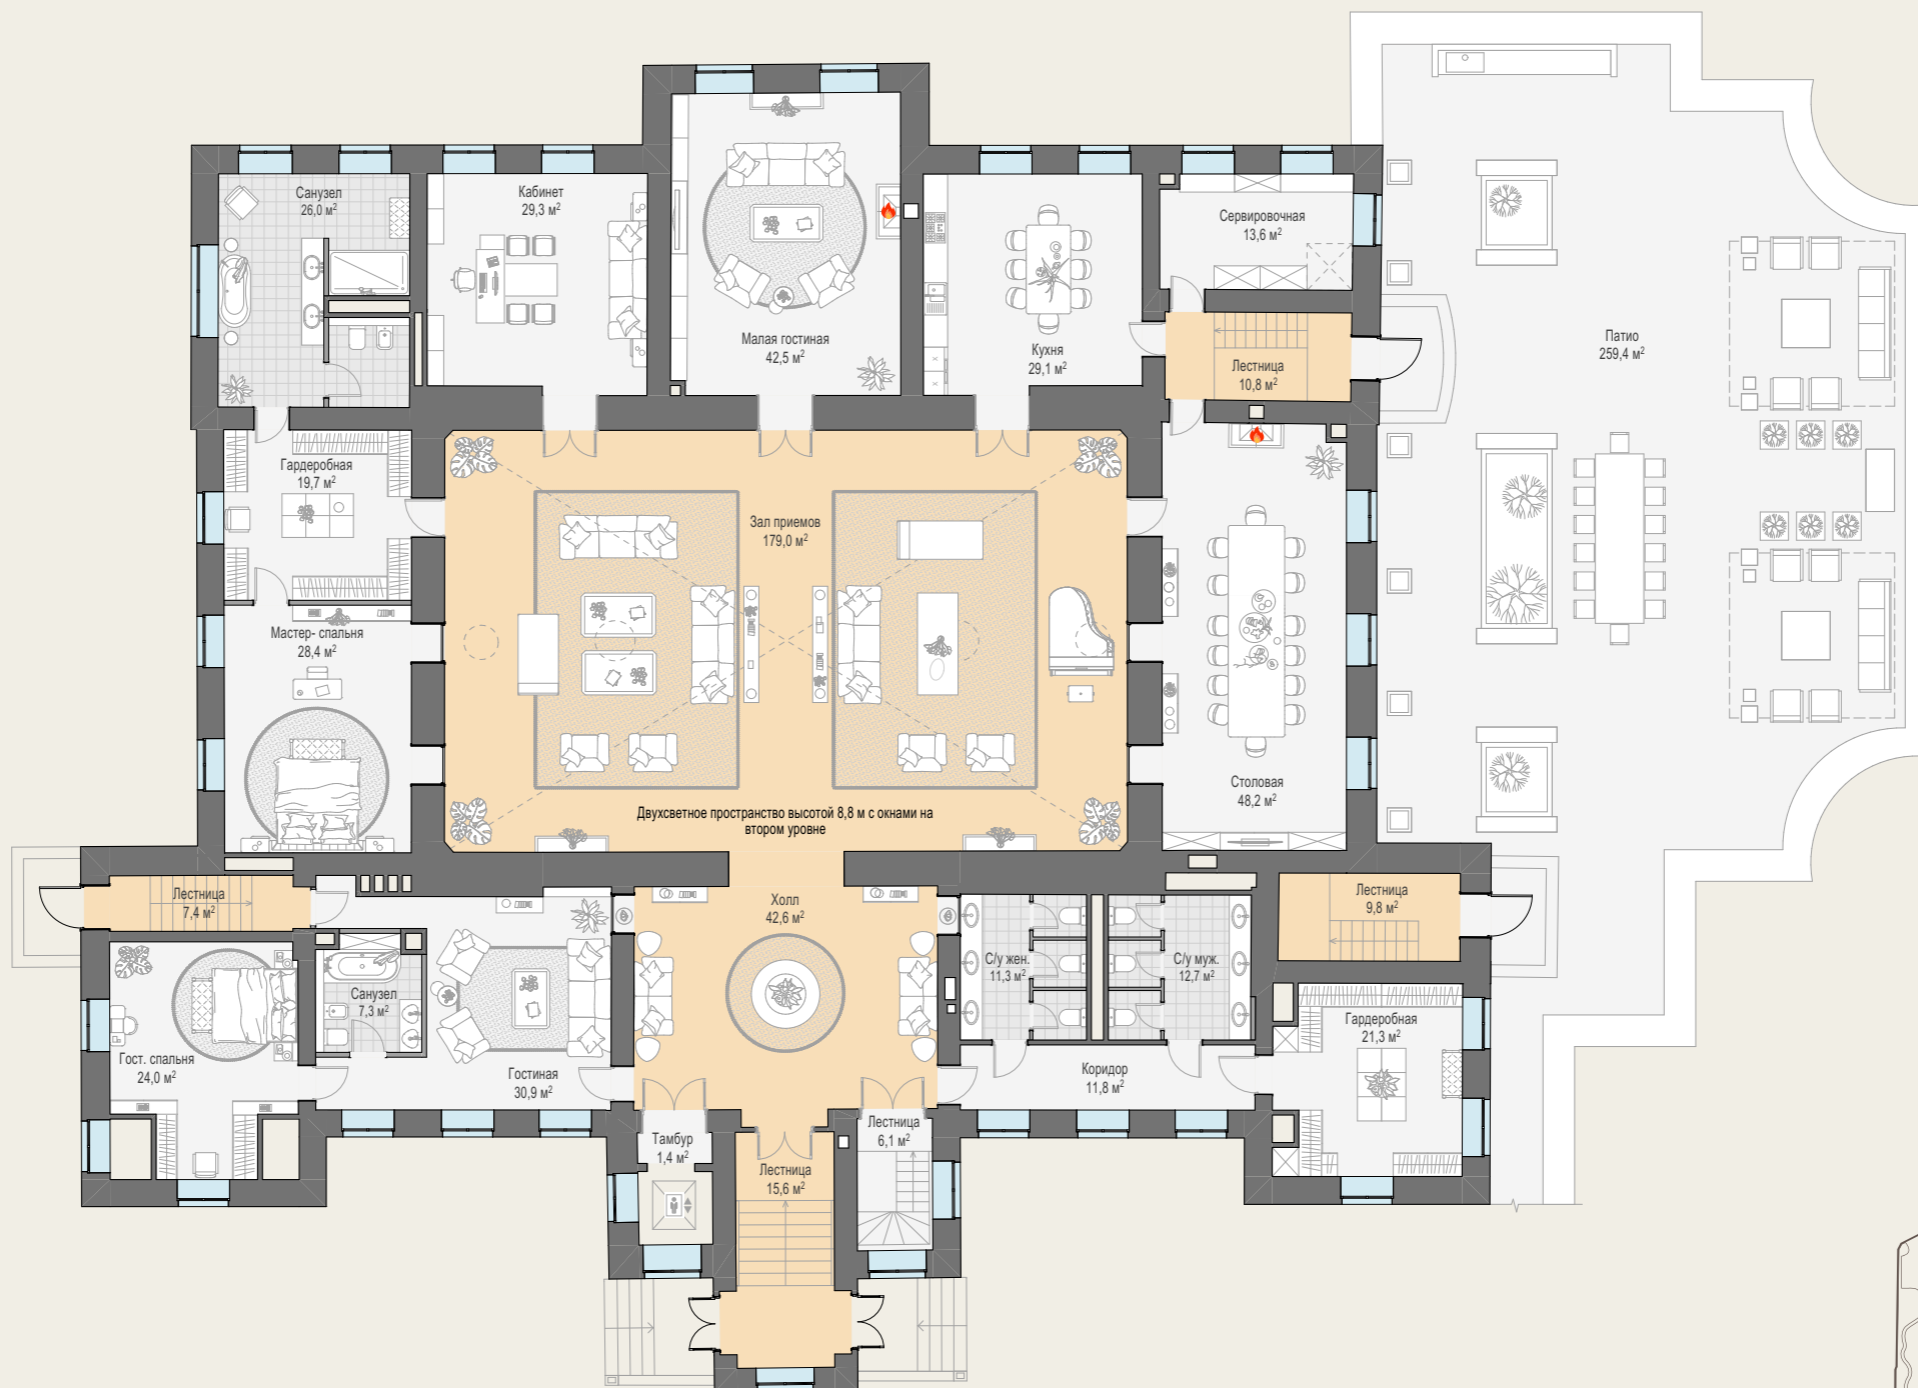 Санузел
26,0 м²
Кабинет
29,3 м²
Малая гостиная
42,5 м²
Кухня
29,1 м²
Сервировочная
13,6 м²
Лестница
10,8 м²
Патио
259,4 м²
Гардеробная
19,7 м²
Зал приемов
179,0 м²
Мастер- спальня
28,4 м²
Столовая
48,2 м²
Двухсветное пространство высотой 8,8 м с окнами на
втором уровне
Лестница
7,4 м²
Холл
42,6 м²
Лестница
9,8 м²
С/у жен.
11,3 м²
С/у муж.
12,7 м²
Санузел
7,3 м²
Гардеробная
21,3 м²
Гост. спальня
24,0 м²
Гостиная
30,9 м²
Коридор
11,8 м²
Тамбур
1,4 м²
Лестница
6,1 м²
Лестница
15,6 м²